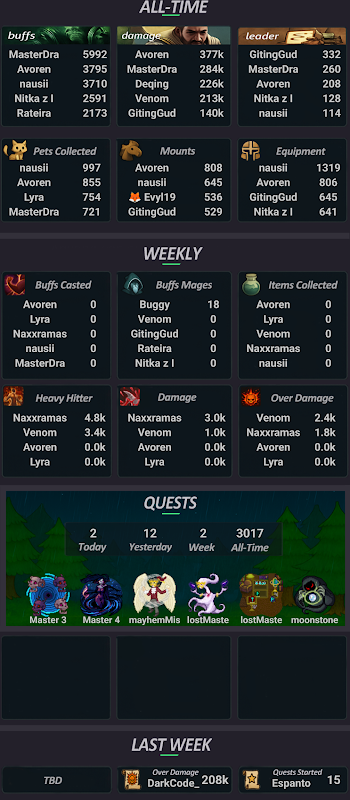 ALL-TIME
buffs
MasterDra 5992
Avoren 3795
nausii 3710
Nitka z l 2591
Rateira 2173
damage
Avoren 377k
MasterDra 284k
Deqing 226k
Venom 213k
GitingGud 140k
leader
GitingGud 332
MasterDra 260
Avoren 208
Nitka z l 128
nausii 114
Pets Collected
nausii 997
Avoren 855
Lyra 754
MasterDra 721
Mounts
Avoren 808
nausii 645
🦊 Evyl19 536
GitingGud 529
Equipment
nausii 1319
Avoren 806
GitingGud 645
Nitka z l 641
WEEKLY
Buffs Casted
Avoren 0
Lyra 0
Naxxramas 0
nausii 0
MasterDra 0
Buffs Mages
Buggy 18
Venom 0
GitingGud 0
Rateira 0
Nitka z l 0
Items Collected
Avoren 0
Lyra 0
Venom 0
Naxxramas 0
nausii 0
Heavy Hitter
Naxxramas 4.8k
Venom 3.4k
Avoren 0.0k
Lyra 0.0k
Damage
Naxxramas 3.0k
Venom 1.0k
Avoren 0.0k
Lyra 0.0k
Over Damage
Venom 2.4k
Naxxramas 1.8k
Avoren 0.0k
Lyra 0.0k
QUESTS
2 12 2 3017
Today Yesterday Week All-Time
Master 3 Master 4 mayhemMis lostMaste lostMaste moonstone
LAST WEEK
TBD
Over Damage
DarkCode_ 208k
Quests Started
Espanto 15